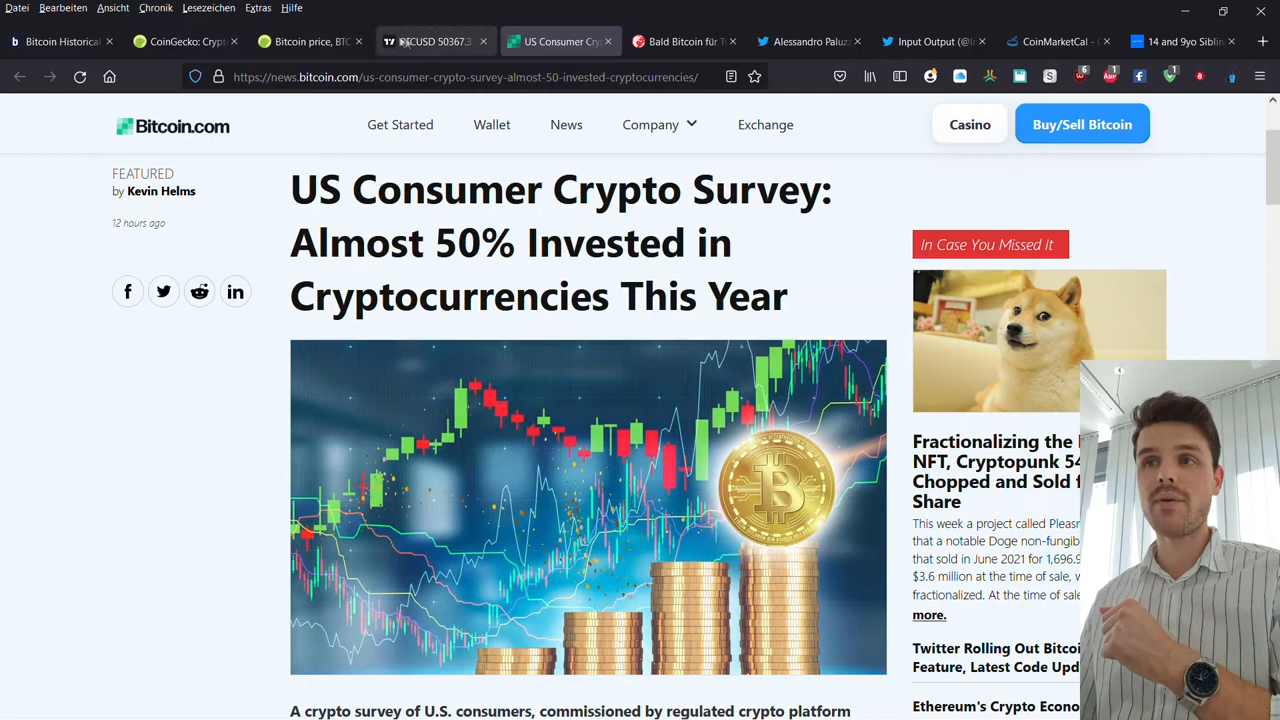 Datei Bearbeiten Ansicht Chronik Lesezeichen Extras Hilfe
Bitcoin Historical
CoinGecko: Crypt
Bitcoin price, BTC
BTCUSD 50367.3
US Consumer Cry
Bald Bitcoin für T
Alessandro Paluz
Input Output (@I
CoinMarketCal - C
14 and 9yo Siblin
https://news.bitcoin.com/us-consumer-crypto-survey-almost-50-invested-cryptocurrencies/
6
1
Bitcoin.com
Get Started Wallet News Company Exchange
Casino
Buy/Sell Bitcoin
FEATURED
by Kevin Helms
12 hours ago
US Consumer Crypto Survey:
Almost 50% Invested in
Cryptocurrencies This Year
A crypto survey of U.S. consumers, commissioned by regulated crypto platform
In Case You Missed It
Fractionalizing the
NFT, Cryptopunk 54
Chopped and Sold f
Share
This week a project called Pleasr
that a notable Doge non-fungib
that sold in June 2021 for 1,696.9
$3.6 million at the time of sale, w
fractionalized. At the time of sale
more.
Twitter Rolling Out Bitcoi
Feature, Latest Code Upd
Ethereum's Crypto Econo